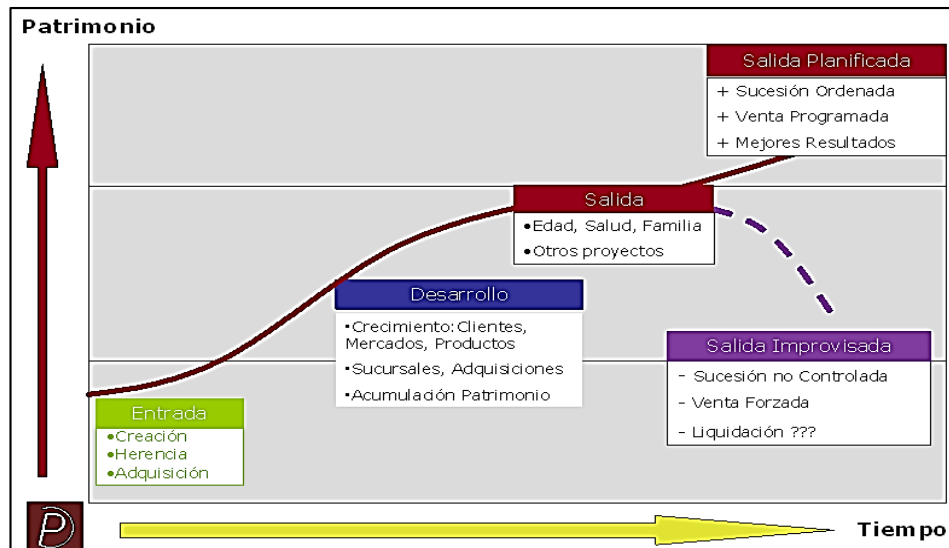 Patrimonio
Salida Planificada
+ Sucesión Ordenada
+ Venta Programada
+ Mejores Resultados
Salida
•Edad, Salud, Familia
•Otros proyectos
Desarrollo
•Crecimiento: Clientes,
Mercados, Productos
•Sucursales, Adquisiciones
•Acumulación Patrimonio
Salida Improvisada
- Sucesión no Controlada
- Venta Forzada
- Liquidación ???
Entrada
•Creación
•Herencia
•Adquisición
P
Tiempo